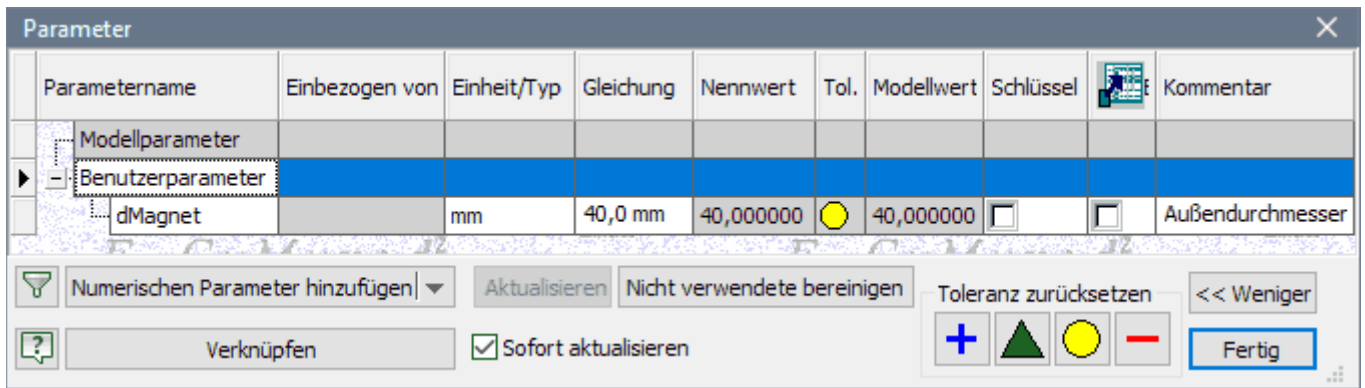 Parameter
Parametername Einbezogen von Einheit/Typ Gleichung Nennwert Tol. Modellwert Schlüssel Kommentar
Modellparameter
Benutzerparameter
dMagnet mm 40,0 mm 40,000000 40,000000 Außendurchmesser
Numerischen Parameter hinzufügen Aktualisieren Nicht verwendete bereinigen Toleranz zurücksetzen << Weniger
Verknüpfen Sofort aktualisieren Fertig